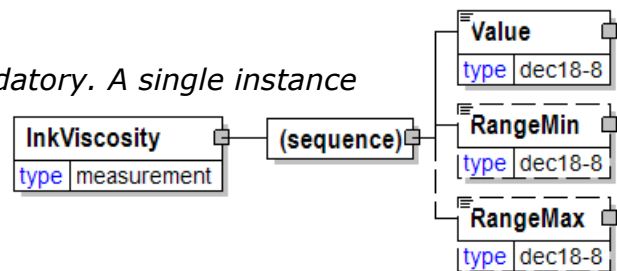 Value
type dec18-8
datory. A single instance
InkViscosity
type measurement
(sequence)
RangeMin
type dec18-8
RangeMax
type dec18-8